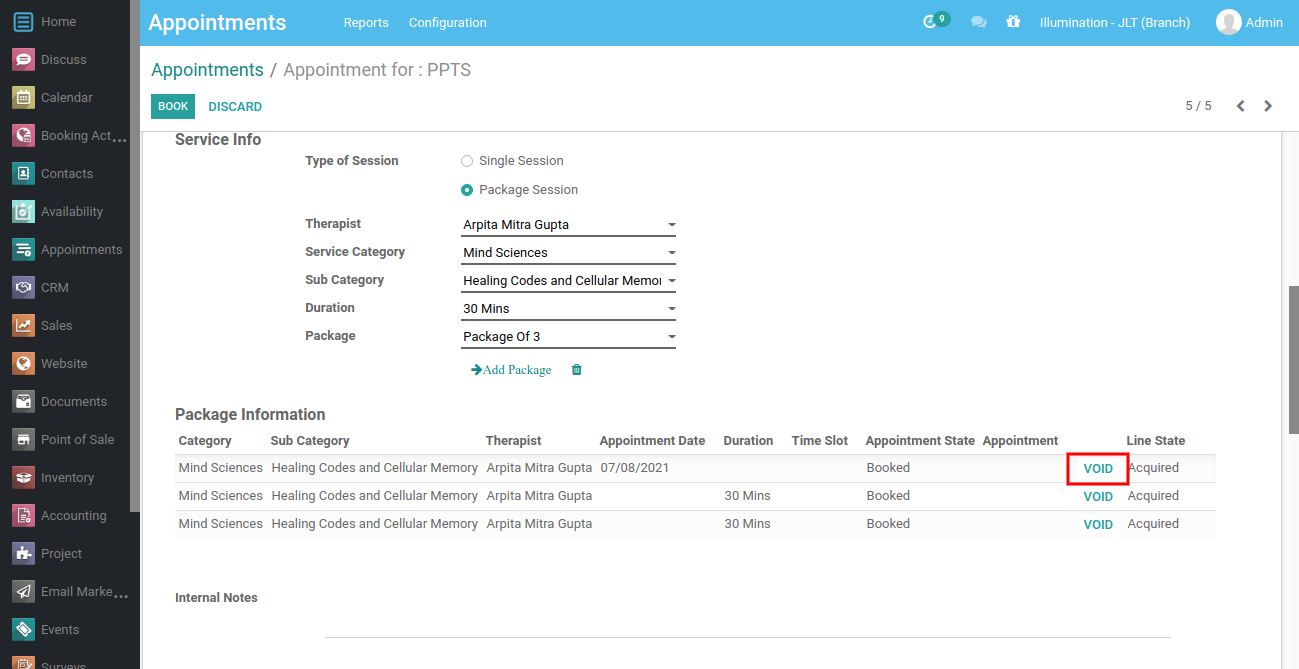 Home
Discuss
Calendar
Booking Act...
Contacts
Availability
Appointments
CRM
Sales
Website
Documents
Point of Sale
Inventory
Accounting
Project
Email Marke...
Events
Surveys
Appointments Reports Configuration 9 Illumination - JLT (Branch) Admin
Appointments / Appointment for : PPTS
BOOK DISCARD 5 / 5
Service Info
Type of Session Single Session
Package Session
Therapist Arpita Mitra Gupta
Service Category Mind Sciences
Sub Category Healing Codes and Cellular Memor
Duration 30 Mins
Package Package Of 3
Add Package
Package Information
Category Sub Category Therapist Appointment Date Duration Time Slot Appointment State Appointment Line State
Mind Sciences Healing Codes and Cellular Memory Arpita Mitra Gupta 07/08/2021 Booked VOID Acquired
Mind Sciences Healing Codes and Cellular Memory Arpita Mitra Gupta 30 Mins Booked VOID Acquired
Mind Sciences Healing Codes and Cellular Memory Arpita Mitra Gupta 30 Mins Booked VOID Acquired
Internal Notes